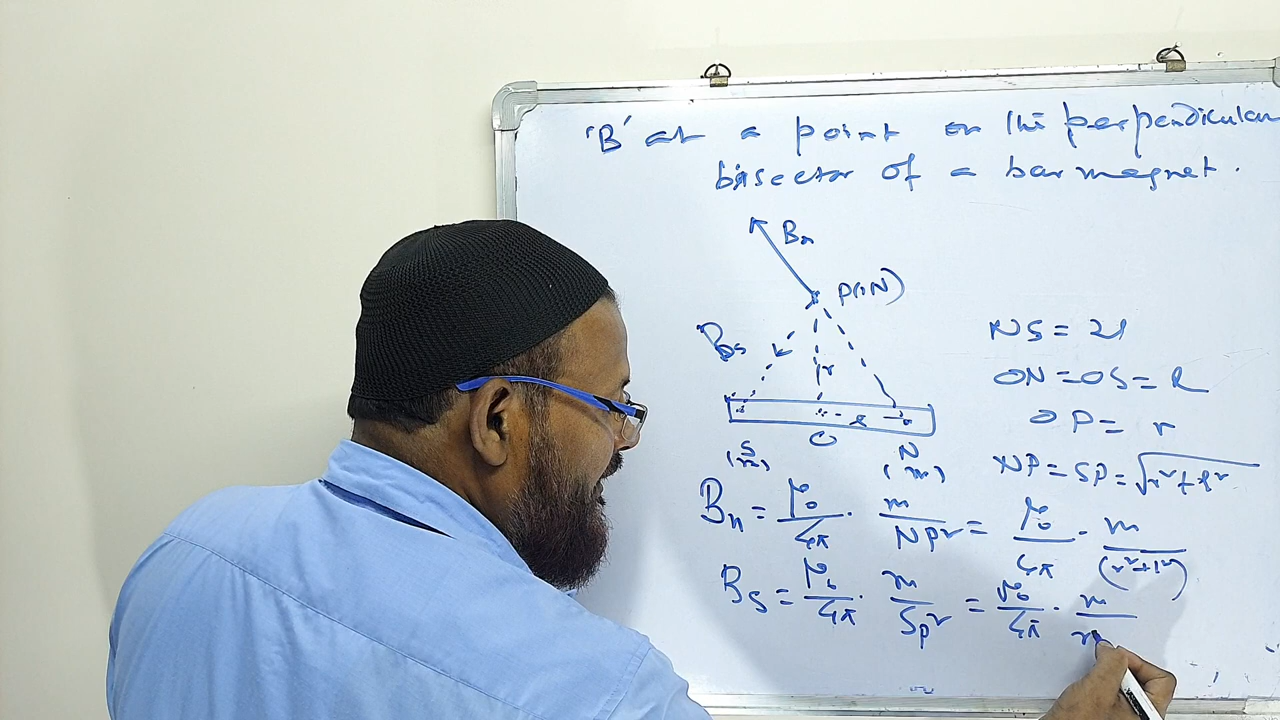 'B' at a point on the perpendicular
bisector of a bar magnet.
Bn
P(1N)
Bs
r
NS = 2l
ON = OS = l
OP = r
NP = SP = √r²+l²
O
l
S
(m)
N
(m)
Bn = μ₀/4π · m/NP² = μ₀/4π · m/(r²+l²)
Bs = μ₀/4π · m/SP² = μ₀/4π · m/r